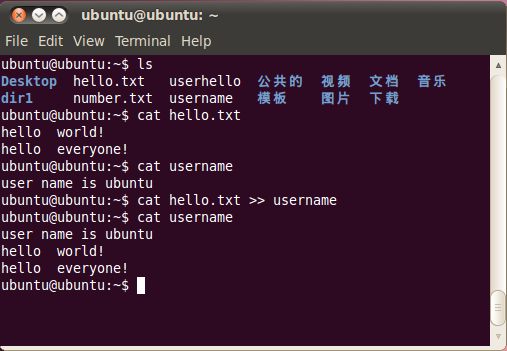 ubuntu@ubuntu: ~
File Edit View Terminal Help
ubuntu@ubuntu:~$ ls
Desktop  hello.txt   userhello  公共的  视频  文档  音乐
dir1     number.txt  username   模板    图片  下载
ubuntu@ubuntu:~$ cat hello.txt
hello  world!
hello  everyone!
ubuntu@ubuntu:~$ cat username
user name is ubuntu
ubuntu@ubuntu:~$ cat hello.txt >> username
ubuntu@ubuntu:~$ cat username
user name is ubuntu
hello  world!
hello  everyone!
ubuntu@ubuntu:~$